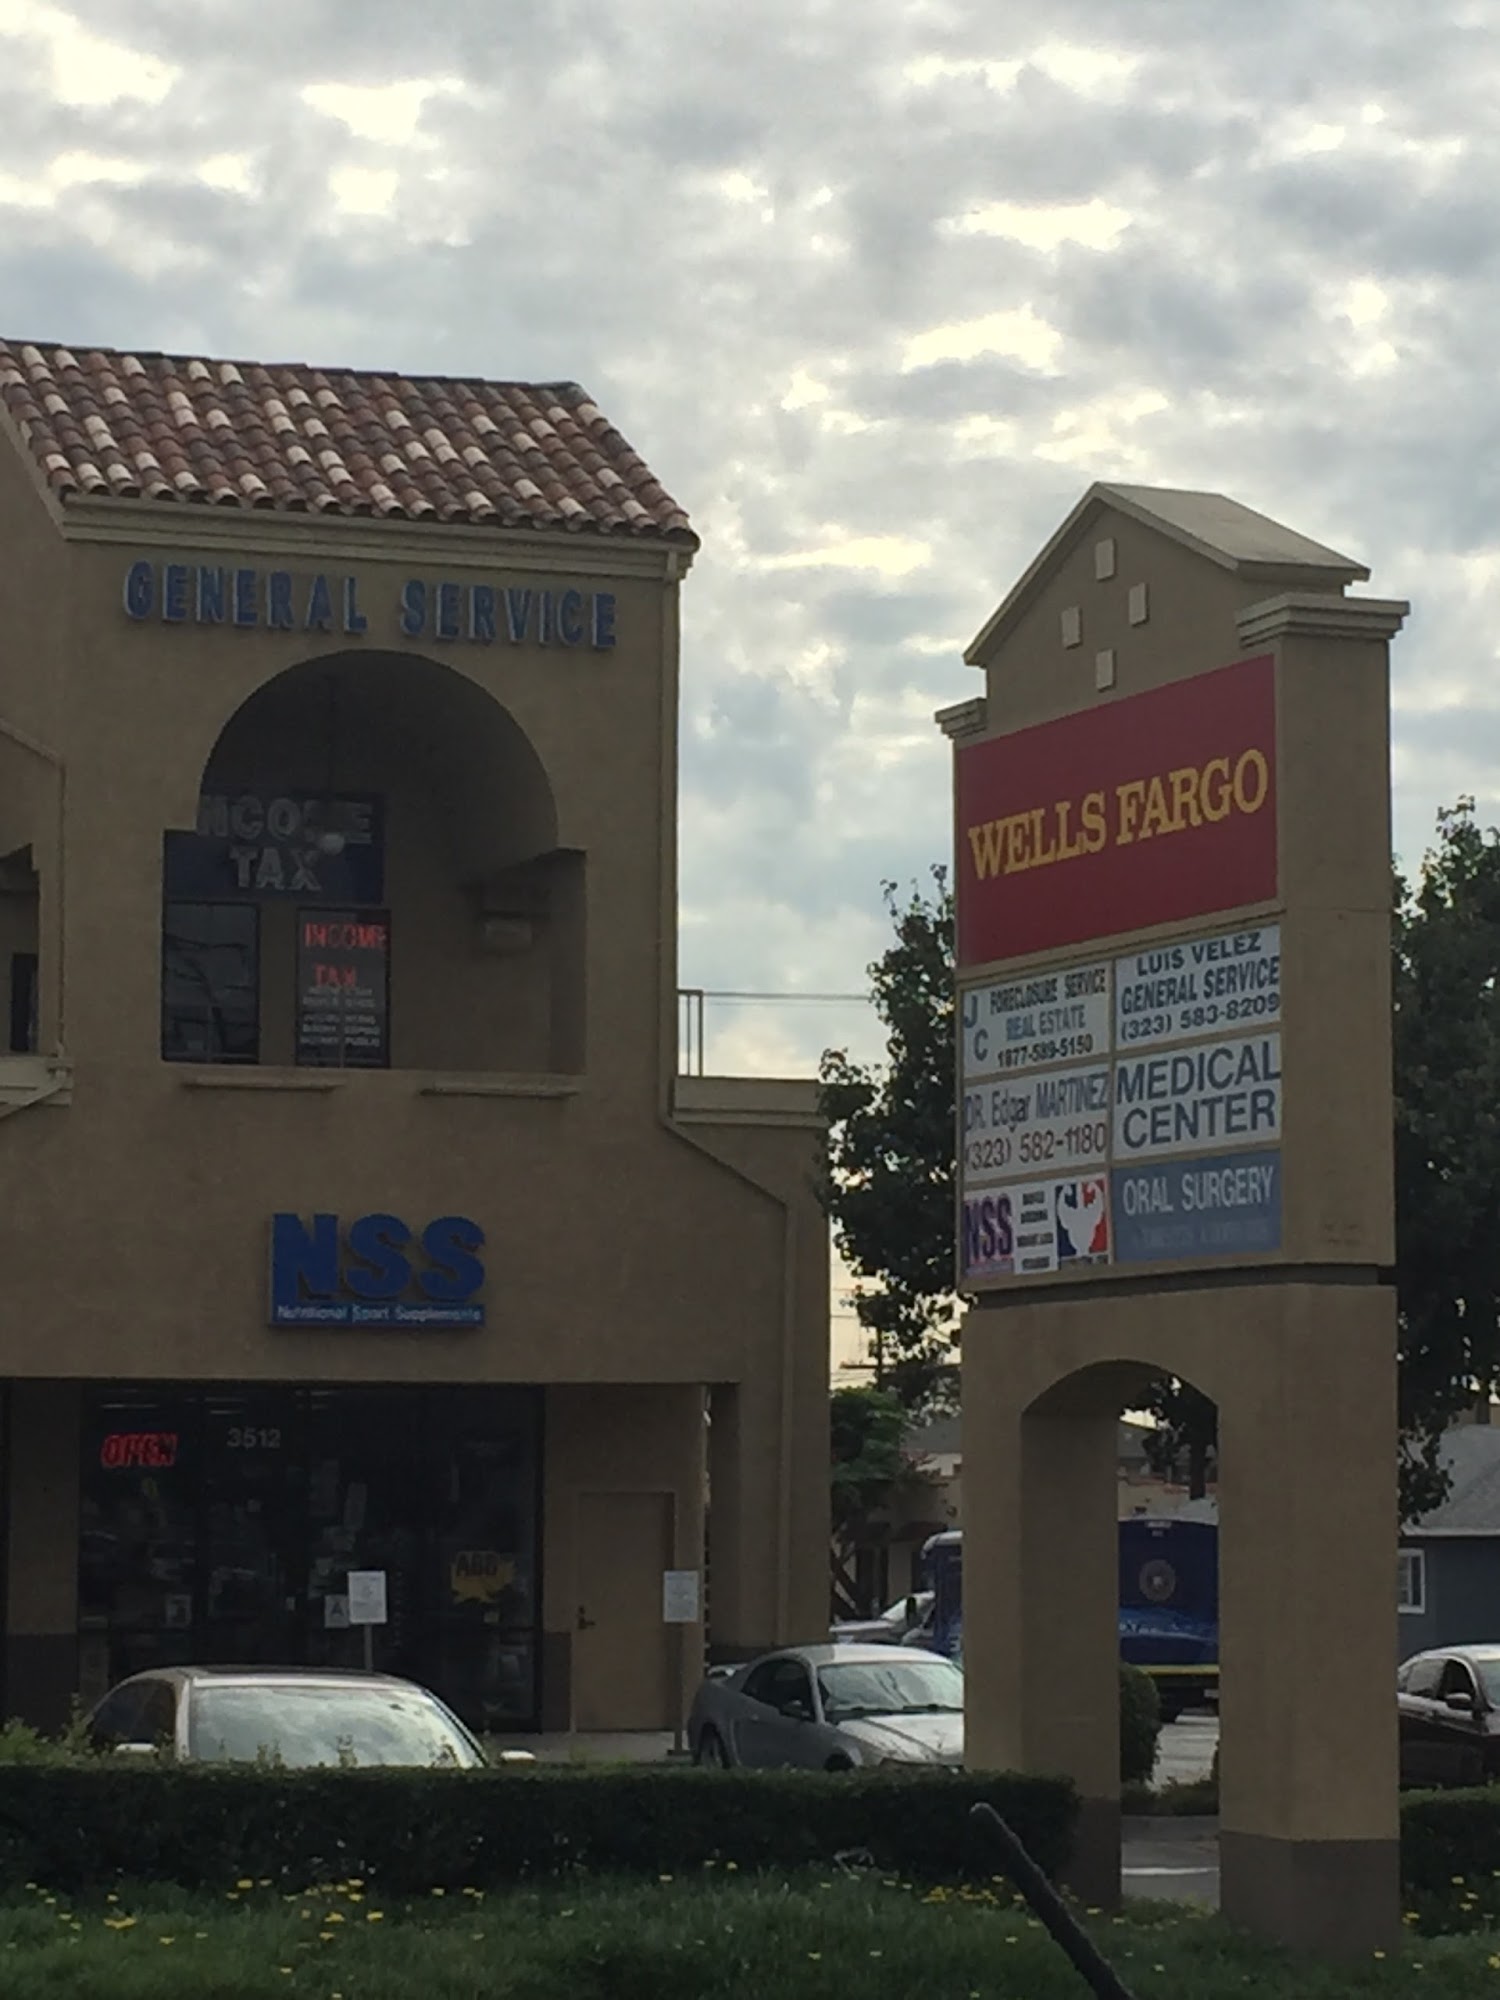 GENERAL SERVICE
INCOME
TAX
INCOME
TAX
NSS
Nutritional Sport Supplements
OPEN
3512
A
WELLS FARGO
JC
FORECLOSURE SERVICE
REAL ESTATE
1877-589-5150
LUIS VELEZ
GENERAL SERVICE
(323) 583-8209
DR. Edgar MARTINEZ
(323) 582-1180
MEDICAL
CENTER
NSS
ORAL SURGERY